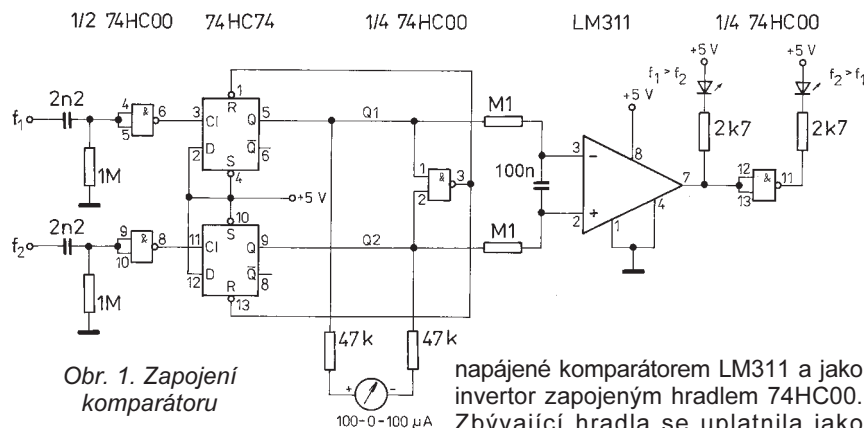 1/2 74HC00 74HC74 1/4 74HC00 LM311 1/4 74HC00
+5 V +5 V
f₁ > f₂ f₂ > f₁
+5 V
1 R
2n2 4 & 6 3 CI Q 5 Q1 M1 3 − 8 2k7 2k7
f₁ 5 D 2 Q̅ 6
1M S 4 1 & 3 100n 7 12 & 11
2 13
+5 V
10 S
2n2 9 & 8 11 CI Q 9 Q2 M1 + 2 1 4
f₂ 10 D 12 Q̅ 8
1M R 13
47k 47k
+ −
100-0-100 µA
Obr. 1. Zapojení
komparátoru
napájené komparátorem LM311 a jako
invertor zapojeným hradlem 74HC00.
Zbývající hradla se uplatnila jako